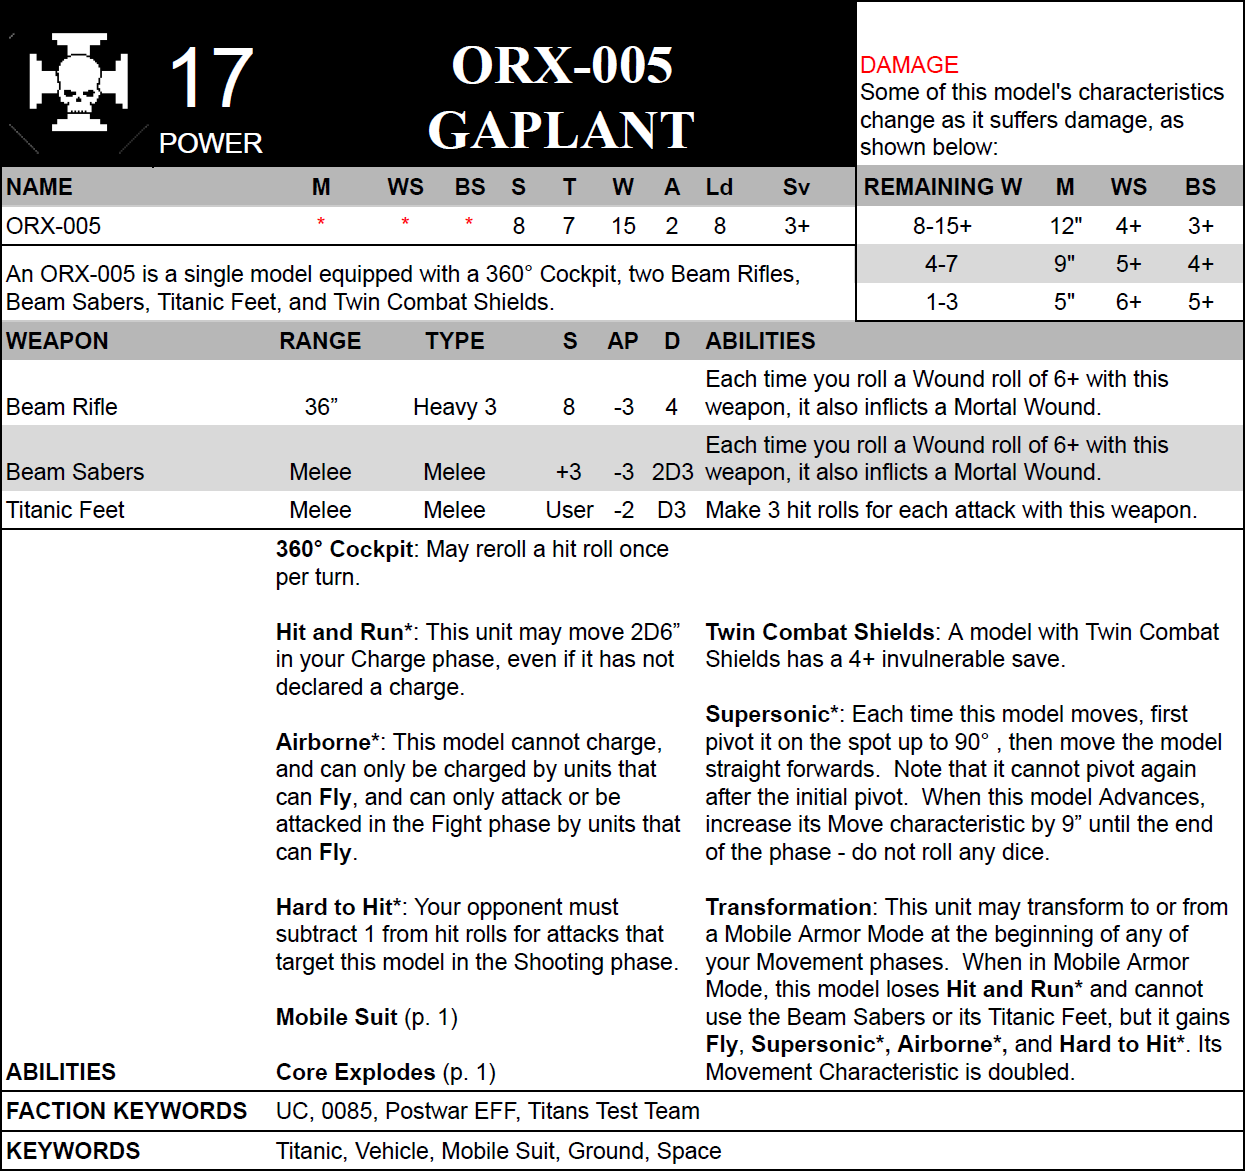 17
POWER
ORX-005
GAPLANT
DAMAGE
Some of this model's characteristics
change as it suffers damage, as
shown below:
NAME M WS BS S T W A Ld Sv
ORX-005 * * * 8 7 15 2 8 3+
An ORX-005 is a single model equipped with a 360° Cockpit, two Beam Rifles,
Beam Sabers, Titanic Feet, and Twin Combat Shields.
REMAINING W M WS BS
8-15+ 12" 4+ 3+
4-7 9" 5+ 4+
1-3 5" 6+ 5+
WEAPON RANGE TYPE S AP D ABILITIES
Each time you roll a Wound roll of 6+ with this
Beam Rifle 36” Heavy 3 8 -3 4 weapon, it also inflicts a Mortal Wound.
Each time you roll a Wound roll of 6+ with this
Beam Sabers Melee Melee +3 -3 2D3 weapon, it also inflicts a Mortal Wound.
Titanic Feet Melee Melee User -2 D3 Make 3 hit rolls for each attack with this weapon.
ABILITIES
360° Cockpit: May reroll a hit roll once
per turn.
Hit and Run*: This unit may move 2D6”
in your Charge phase, even if it has not
declared a charge.
Airborne*: This model cannot charge,
and can only be charged by units that
can Fly, and can only attack or be
attacked in the Fight phase by units that
can Fly.
Hard to Hit*: Your opponent must
subtract 1 from hit rolls for attacks that
target this model in the Shooting phase.
Mobile Suit (p. 1)
Core Explodes (p. 1)
Twin Combat Shields: A model with Twin Combat
Shields has a 4+ invulnerable save.
Supersonic*: Each time this model moves, first
pivot it on the spot up to 90° , then move the model
straight forwards.  Note that it cannot pivot again
after the initial pivot.  When this model Advances,
increase its Move characteristic by 9” until the end
of the phase - do not roll any dice.
Transformation: This unit may transform to or from
a Mobile Armor Mode at the beginning of any of
your Movement phases.  When in Mobile Armor
Mode, this model loses Hit and Run* and cannot
use the Beam Sabers or its Titanic Feet, but it gains
Fly, Supersonic*, Airborne*, and Hard to Hit*. Its
Movement Characteristic is doubled.
FACTION KEYWORDS UC, 0085, Postwar EFF, Titans Test Team
KEYWORDS Titanic, Vehicle, Mobile Suit, Ground, Space